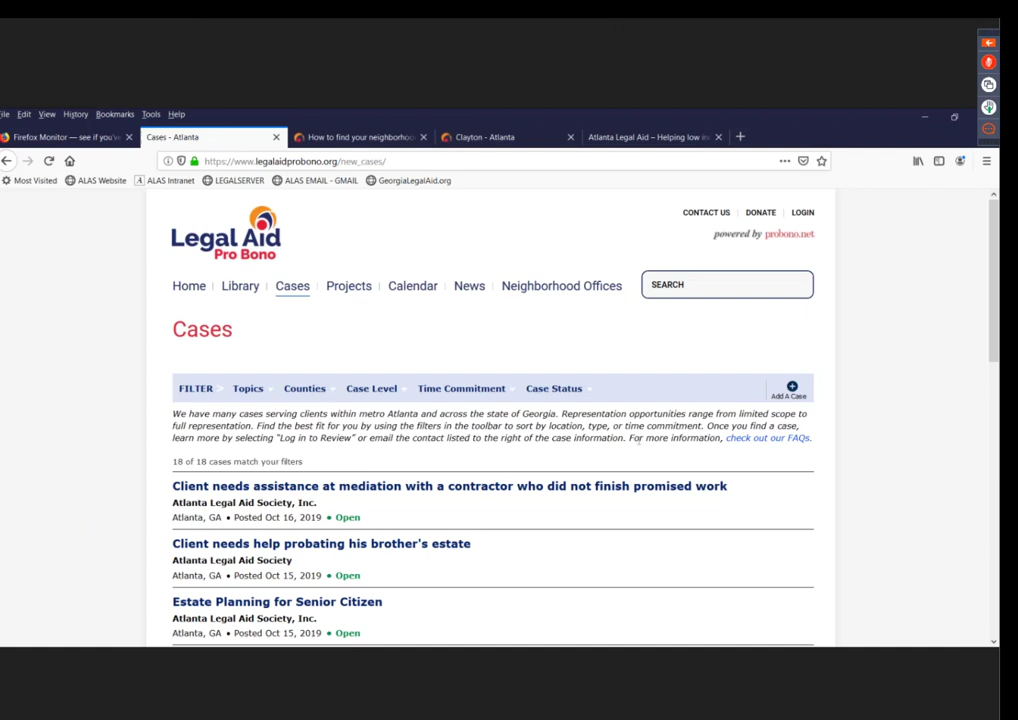 File Edit View History Bookmarks Tools Help
Firefox Monitor — see if you've
Cases - Atlanta
How to find your neighborhoo
Clayton - Atlanta
Atlanta Legal Aid – Helping low in
https://www.legalaidprobono.org/new_cases/
Most Visited ALAS Website ALAS Intranet LEGALSERVER ALAS EMAIL - GMAIL GeorgiaLegalAid.org
CONTACT US | DONATE | LOGIN
Legal Aid
Pro Bono
powered by probono.net
Home | Library | Cases | Projects | Calendar | News | Neighborhood Offices
SEARCH
Cases
FILTER > Topics Counties Case Level Time Commitment Case Status
Add A Case
We have many cases serving clients within metro Atlanta and across the state of Georgia. Representation opportunities range from limited scope to
full representation. Find the best fit for you by using the filters in the toolbar to sort by location, type, or time commitment. Once you find a case,
learn more by selecting "Log in to Review" or email the contact listed to the right of the case information. For more information, check out our FAQs.
18 of 18 cases match your filters
Client needs assistance at mediation with a contractor who did not finish promised work
Atlanta Legal Aid Society, Inc.
Atlanta, GA • Posted Oct 16, 2019 • Open
Client needs help probating his brother's estate
Atlanta Legal Aid Society
Atlanta, GA • Posted Oct 15, 2019 • Open
Estate Planning for Senior Citizen
Atlanta Legal Aid Society, Inc.
Atlanta, GA • Posted Oct 15, 2019 • Open